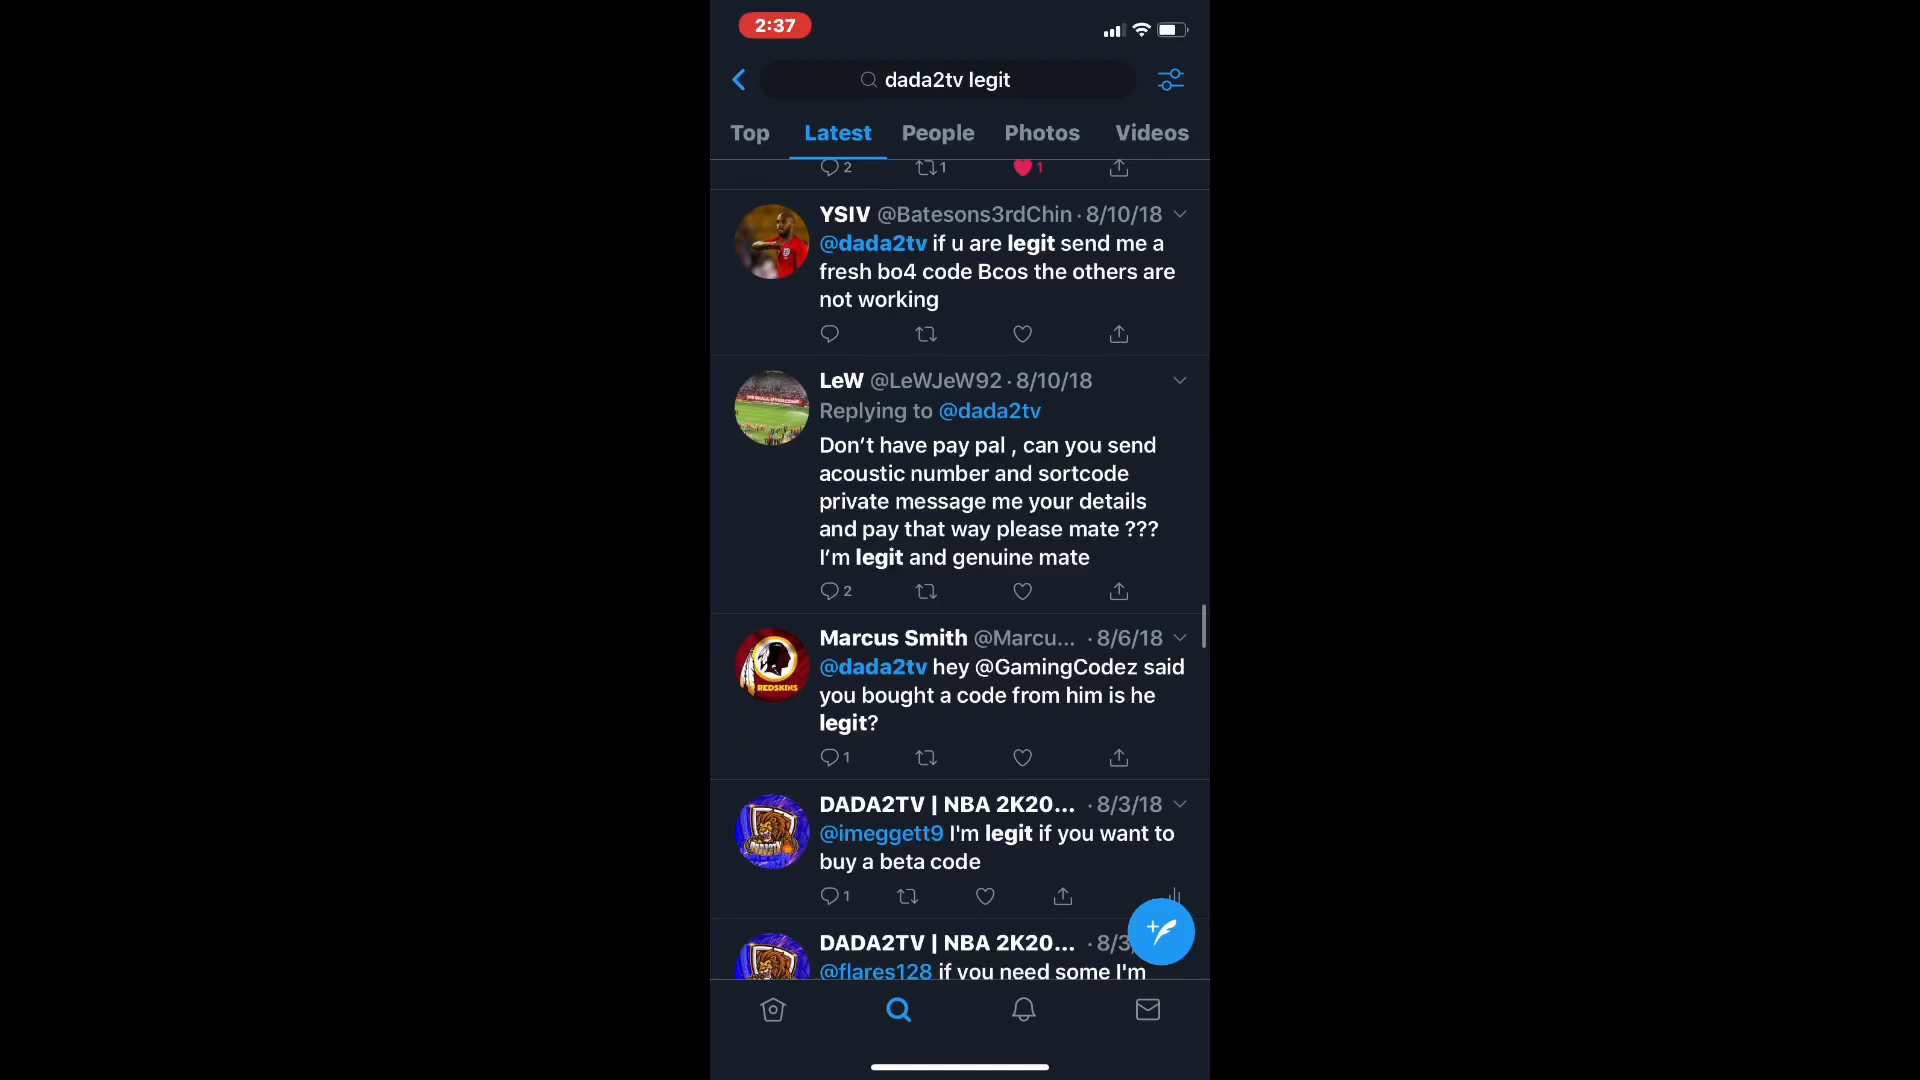 2:37
dada2tv legit
Top Latest People Photos Videos
2 1 1
YSIV @Batesons3rdChin · 8/10/18
@dada2tv if u are legit send me a
fresh bo4 code Bcos the others are
not working
LeW @LeWJeW92 · 8/10/18
Replying to @dada2tv
Don’t have pay pal , can you send
acoustic number and sortcode
private message me your details
and pay that way please mate ???
I’m legit and genuine mate
2
Marcus Smith @Marcu... · 8/6/18
@dada2tv hey @GamingCodez said
you bought a code from him is he
legit?
REDSKINS
1
DADA2TV | NBA 2K20... · 8/3/18
@imeggett9 I'm legit if you want to
buy a beta code
1
DADA2TV | NBA 2K20... · 8/3
@flares128 if you need some I'm